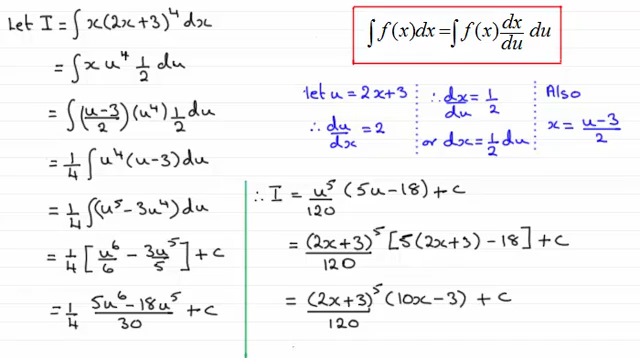 Let I = ∫ x(2x+3)⁴ dx
= ∫ x u⁴ 1/2 du
= ∫ ((u-3)/2) (u⁴) 1/2 du
= 1/4 ∫ u⁴ (u-3) du
= 1/4 ∫ (u⁵ - 3u⁴) du
= 1/4 [ u⁶/6 - 3u⁵/5 ] + c
= 1/4 (5u⁶ - 18u⁵)/30 + c
∫ f(x)dx = ∫ f(x) dx/du du
let u = 2x+3
∴ du/dx = 2
∴ dx/du = 1/2
or dx = 1/2 du
Also
x = (u-3)/2
∴ I = u⁵/120 (5u-18) + c
= (2x+3)⁵/120 [5(2x+3) - 18] + c
= (2x+3)⁵/120 (10x-3) + c